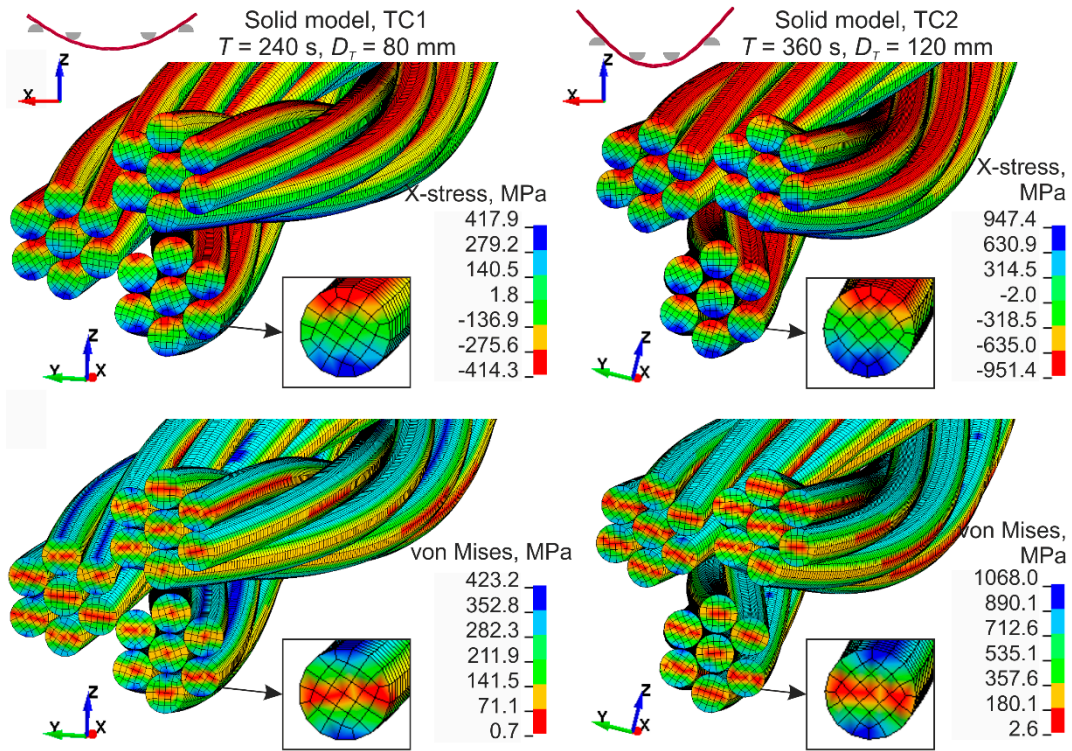 Solid model, TC1
T = 240 s, D_T = 80 mm
Z
X
X-stress, MPa
417.9
279.2
140.5
1.8
-136.9
-275.6
-414.3
Z
Y
X
Solid model, TC2
T = 360 s, D_T = 120 mm
Z
X
X-stress,
MPa
947.4
630.9
314.5
-2.0
-318.5
-635.0
-951.4
Z
Y
X
von Mises, MPa
423.2
352.8
282.3
211.9
141.5
71.1
0.7
Z
Y
X
von Mises,
MPa
1068.0
890.1
712.6
535.1
357.6
180.1
2.6
Z
Y
X